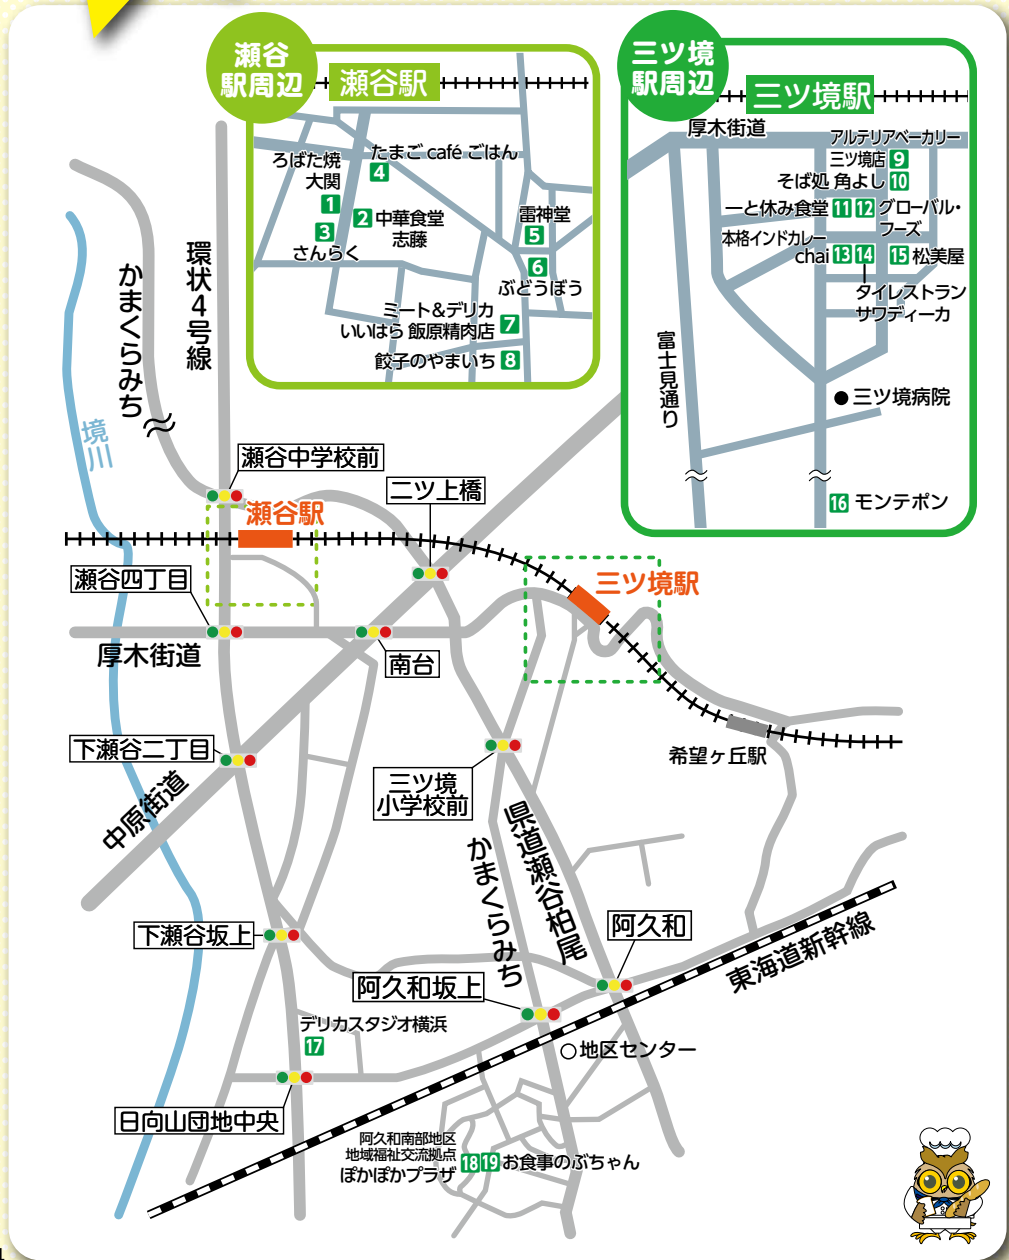 瀬谷
駅周辺
瀬谷駅
ろばた焼
大関
1
たまご café ごはん
4
2 中華食堂
志藤
3
さんらく
雷神堂
5
6
ぶどうぼう
ミート&デリカ
いいはら 飯原精肉店 7
餃子のやまいち 8
三ツ境
駅周辺
三ツ境駅
厚木街道
アルテリアベーカリー
三ツ境店 9
そば処 角よし 10
一と休み食堂 11 12 グローバル・
フーズ
本格インドカレー
chai 13 14 15 松美屋
タイレストラン
サワディーカ
富士見通り
三ツ境病院
16 モンテポン
環状4号線
かまくらみち
境川
瀬谷中学校前
瀬谷駅
二ツ上橋
瀬谷四丁目
三ツ境駅
厚木街道
南台
下瀬谷二丁目
中原街道
三ツ境
小学校前
希望ヶ丘駅
県道瀬谷柏尾
かまくらみち
下瀬谷坂上
阿久和
阿久和坂上
東海道新幹線
デリカスタジオ横浜
17
地区センター
日向山団地中央
阿久和南部地区
地域福祉交流拠点
ぽかぽかプラザ 18 19 お食事のぶちゃん